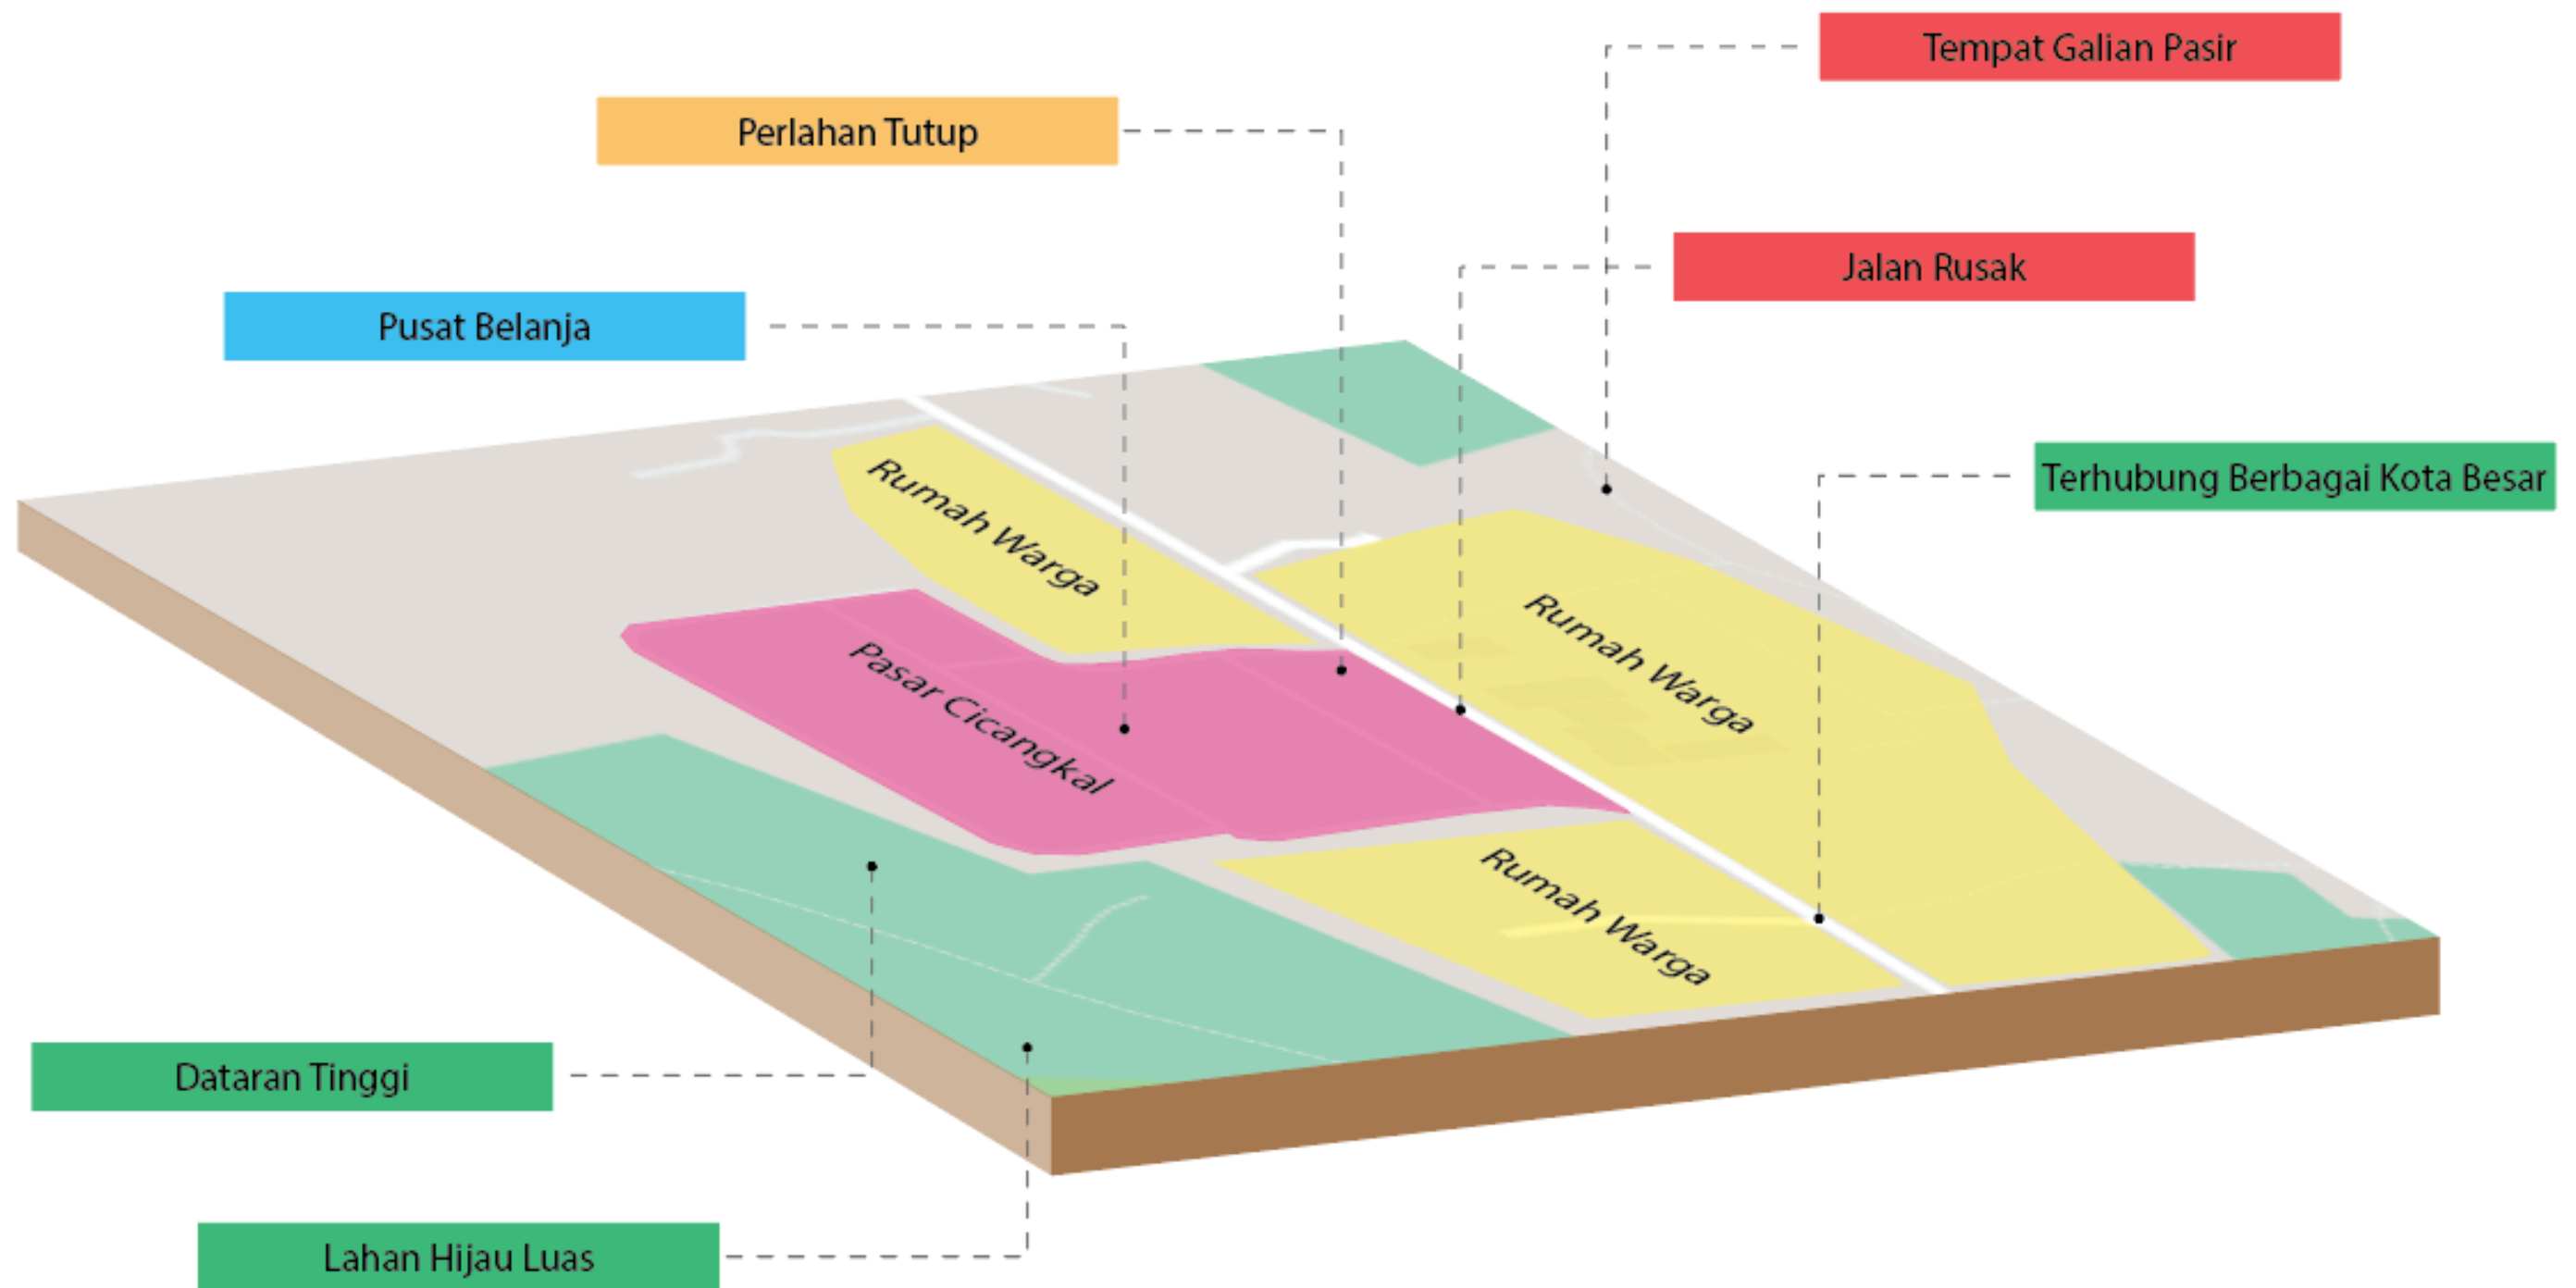 Tempat Galian Pasir
Perlahan Tutup
Jalan Rusak
Pusat Belanja
Terhubung Berbagai Kota Besar
Rumah Warga
Rumah Warga
Pasar Cicangkal
Rumah Warga
Dataran Tinggi
Lahan Hijau Luas